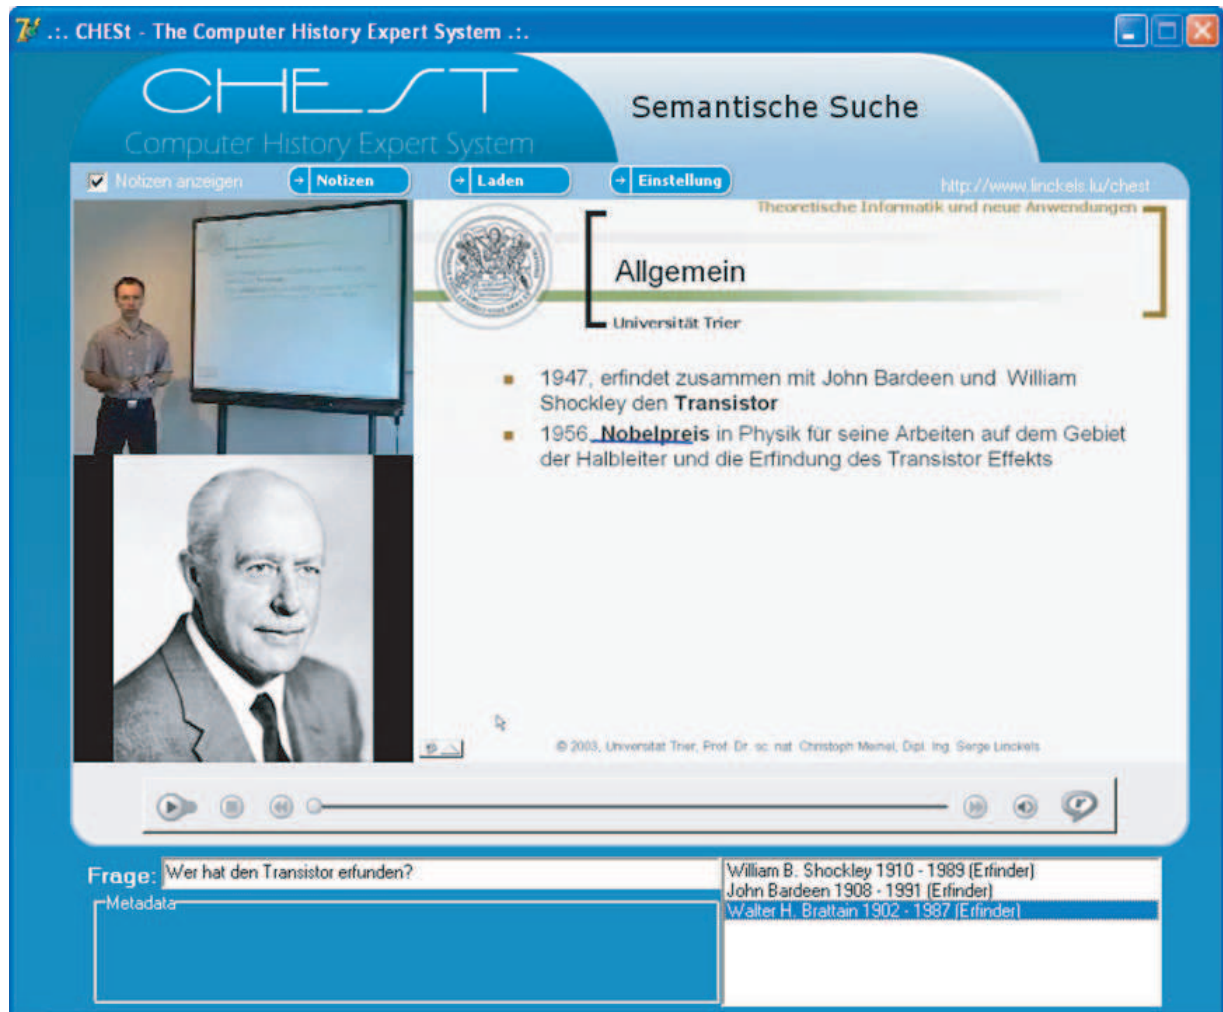 .:. CHESt - The Computer History Expert System .:.
CHEST
Computer History Expert System
Semantische Suche
Notizen anzeigen
Notizen
Laden
Einstellung
http://www.linckels.lu/chest
Theoretische Informatik und neue Anwendungen
Allgemein
Universität Trier
1947, erfindet zusammen mit John Bardeen und William
Shockley den Transistor
1956, Nobelpreis in Physik für seine Arbeiten auf dem Gebiet
der Halbleiter und die Erfindung des Transistor Effekts
© 2003, Universität Trier, Prof. Dr. sc. nat. Christoph Meinel, Dipl. Ing. Serge Linckels
Frage: Wer hat den Transistor erfunden?
Metadata
William B. Shockley 1910 - 1989 (Erfinder)
John Bardeen 1908 - 1991 (Erfinder)
Walter H. Brattain 1902 - 1987 (Erfinder)